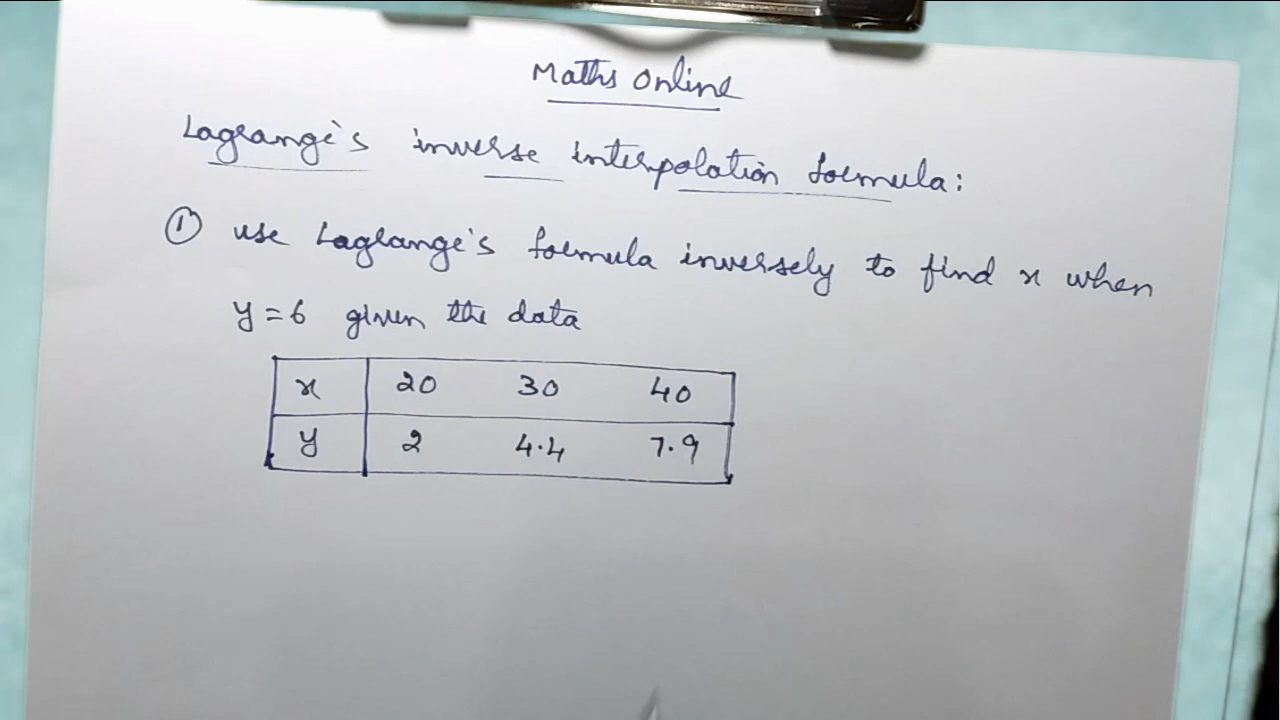 Maths Online
Lagrange's inverse interpolation formula:
① use Lagrange's formula inversely to find x when
y = 6 given the data
x 20 30 40
y 2 4.4 7.9